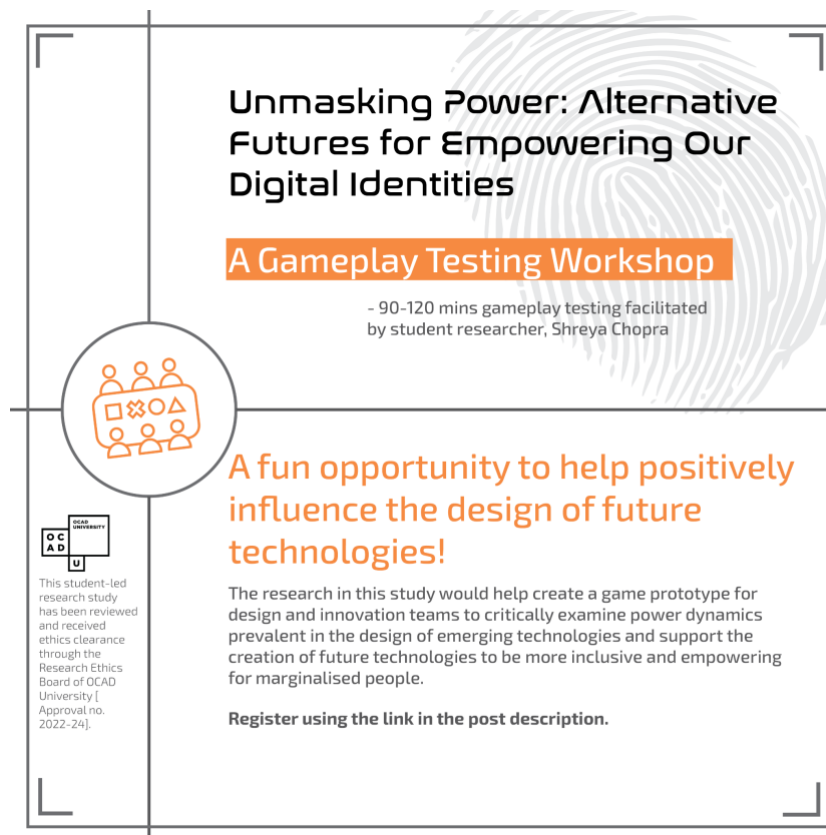 Unmasking Power: Alternative
Futures for Empowering Our
Digital Identities
A Gameplay Testing Workshop
- 90-120 mins gameplay testing facilitated
by student researcher, Shreya Chopra
A fun opportunity to help positively
influence the design of future
technologies!
The research in this study would help create a game prototype for
design and innovation teams to critically examine power dynamics
prevalent in the design of emerging technologies and support the
creation of future technologies to be more inclusive and empowering
for marginalised people.
Register using the link in the post description.
OCAD
UNIVERSITY
O C
A D
U
This student-led
research study
has been reviewed
and received
ethics clearance
through the
Research Ethics
Board of OCAD
University [
Approval no.
2022-24].